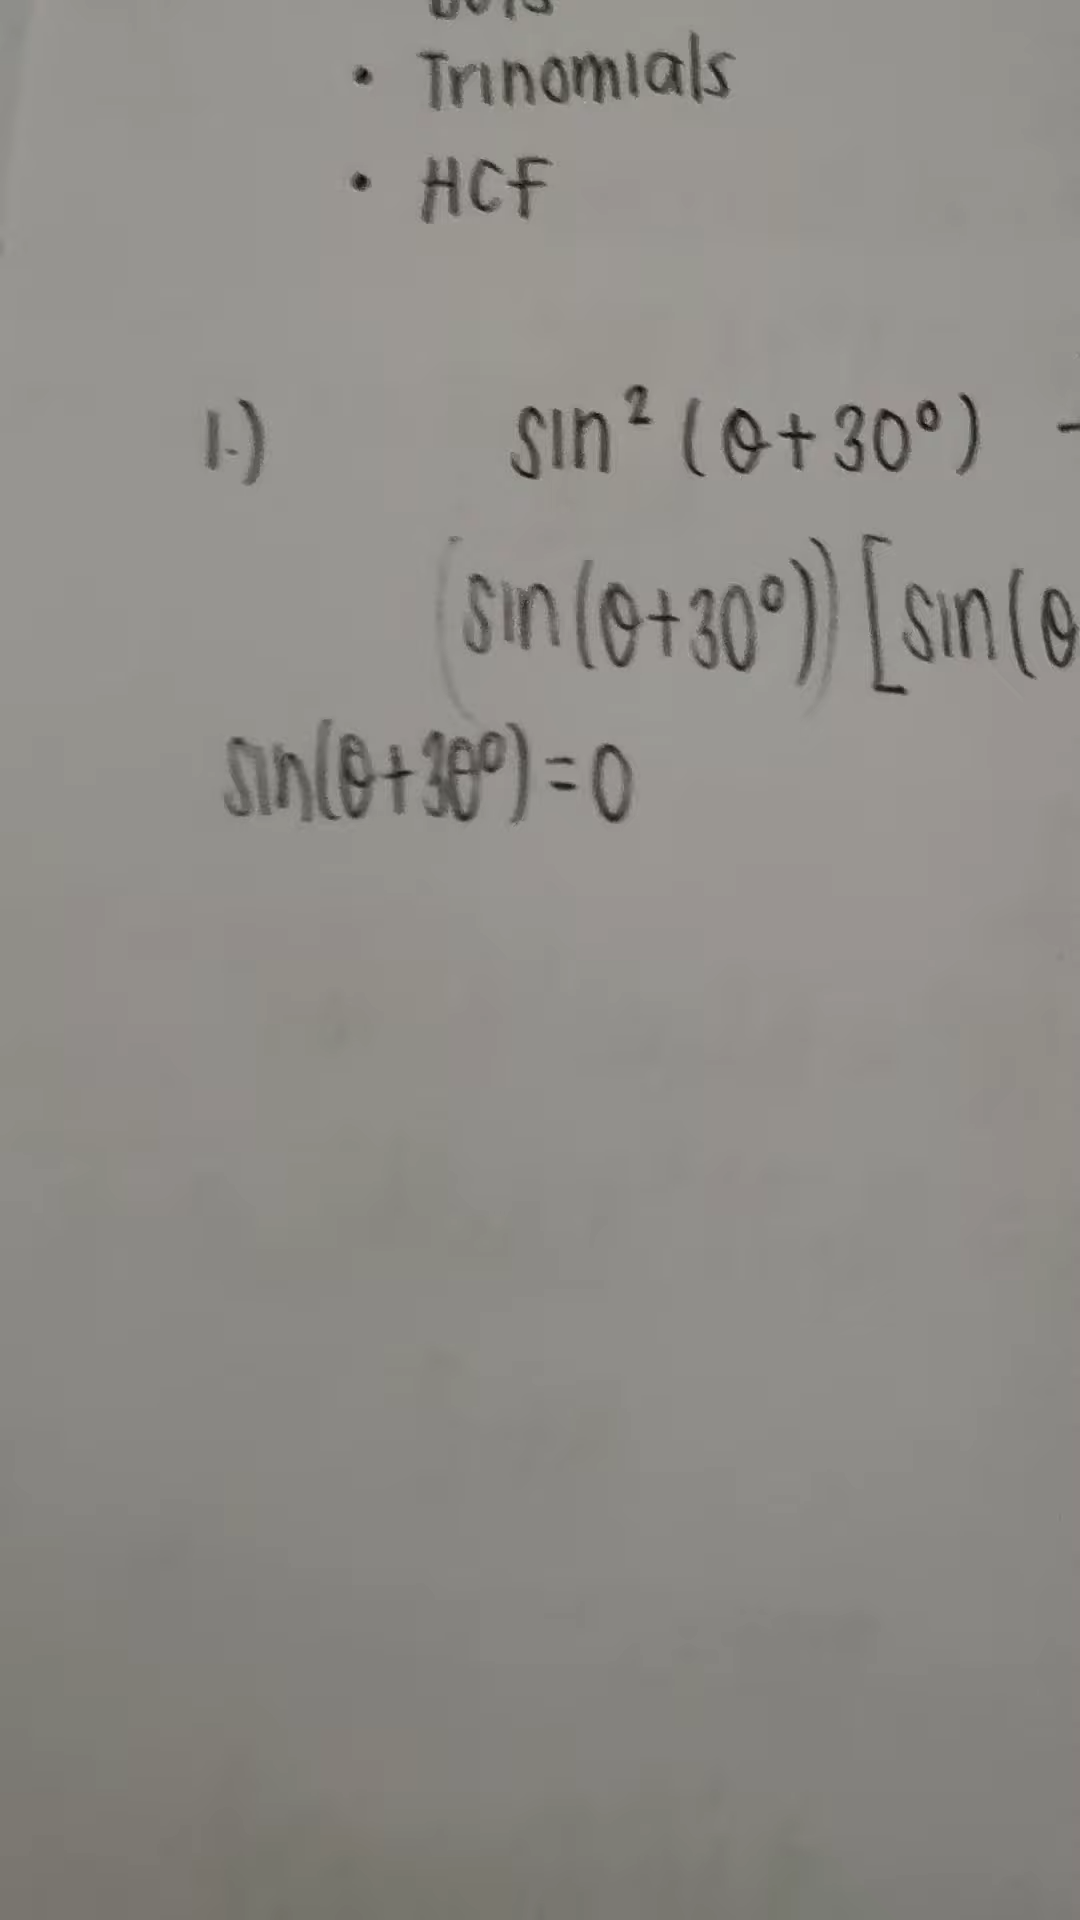 • Trinomials
• HCF
1.) sin² (θ+30°) -
(sin(θ+30°)) [sin(θ
sin(θ+30°)=0